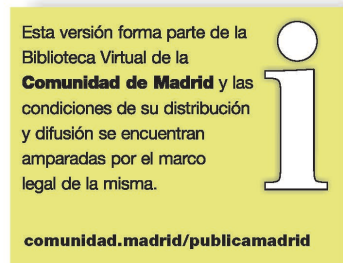 Esta versión forma parte de la
Biblioteca Virtual de la
Comunidad de Madrid y las
condiciones de su distribución
y difusión se encuentran
amparadas por el marco
legal de la misma.
i
comunidad.madrid/publicamadrid